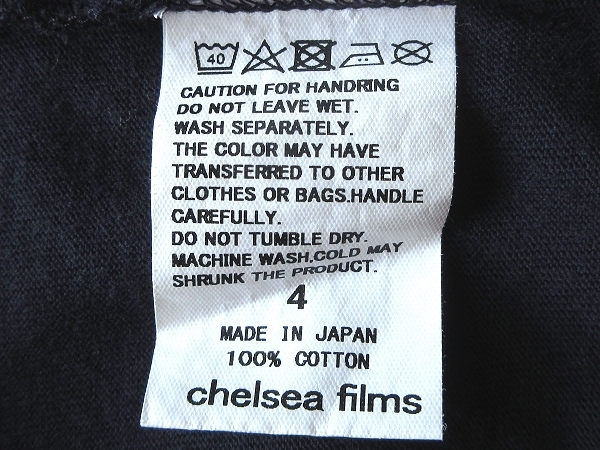 40
CAUTION FOR HANDRING
DO NOT LEAVE WET.
WASH SEPARATELY.
THE COLOR MAY HAVE
TRANSFERRED TO OTHER
CLOTHES OR BAGS.HANDLE
CAREFULLY.
DO NOT TUMBLE DRY.
MACHINE WASH.COLD MAY
SHRUNK THE PRODUCT.
4
MADE IN JAPAN
100% COTTON
chelsea films